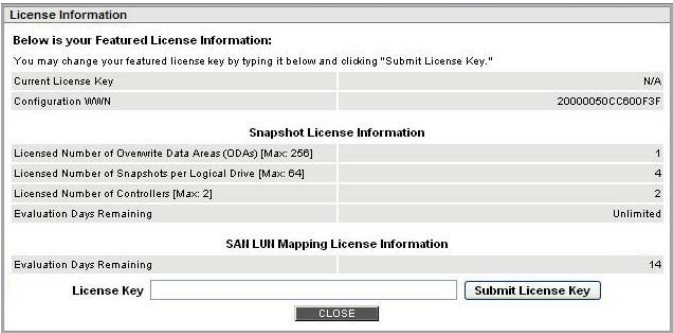 License Information
Below is your Featured License Information:
You may change your featured license key by typing it below and clicking "Submit License Key."
Current License Key N/A
Configuration WWN 20000050CC600F3F
Snapshot License Information
Licensed Number of Overwrite Data Areas (ODAs) [Max: 256] 1
Licensed Number of Snapshots per Logical Drive [Max: 64] 4
Licensed Number of Controllers [Max: 2] 2
Evaluation Days Remaining Unlimited
SAN LUN Mapping License Information
Evaluation Days Remaining 14
License Key Submit License Key
CLOSE